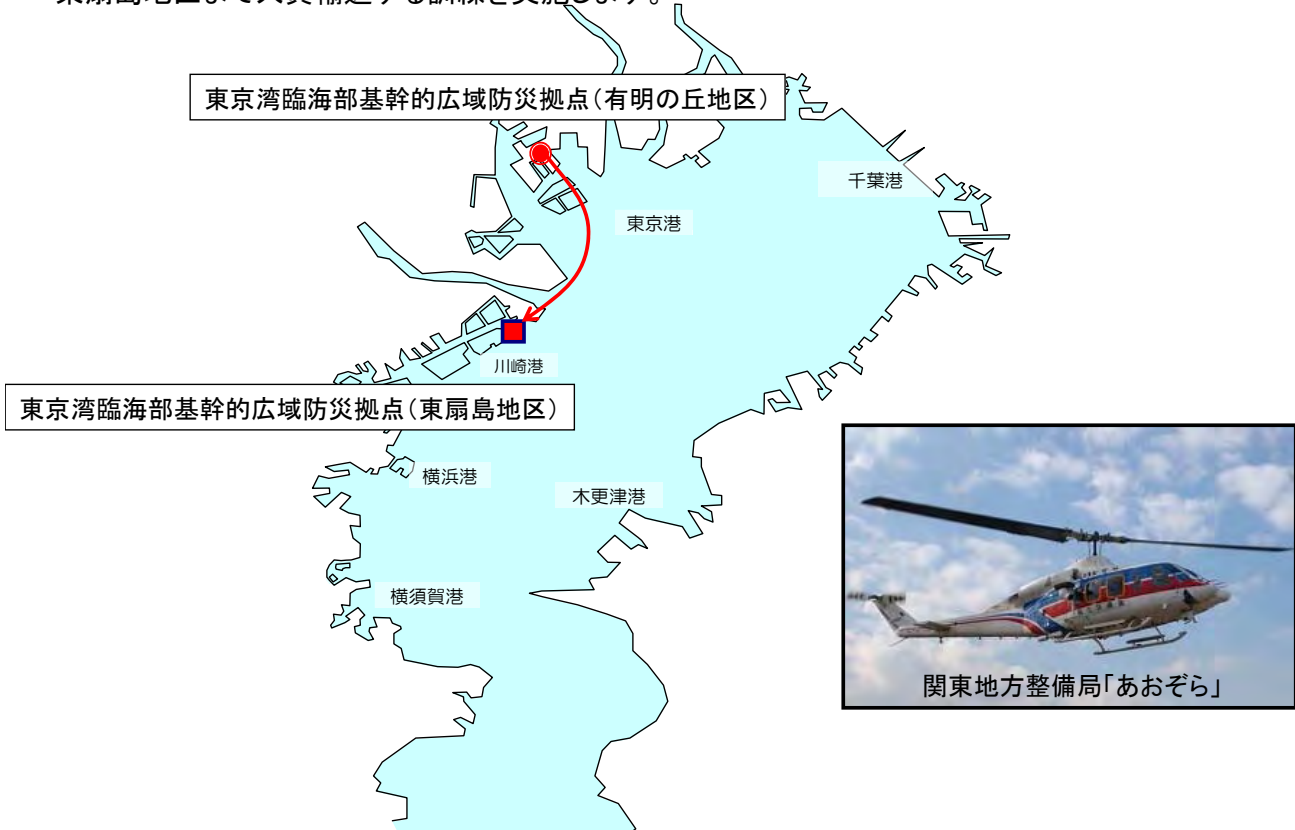 東京湾臨海部基幹的広域防災拠点(有明の丘地区)
千葉港
東京港
川崎港
東京湾臨海部基幹的広域防災拠点(東扇島地区)
横浜港
木更津港
横須賀港
関東地方整備局「あおぞら」